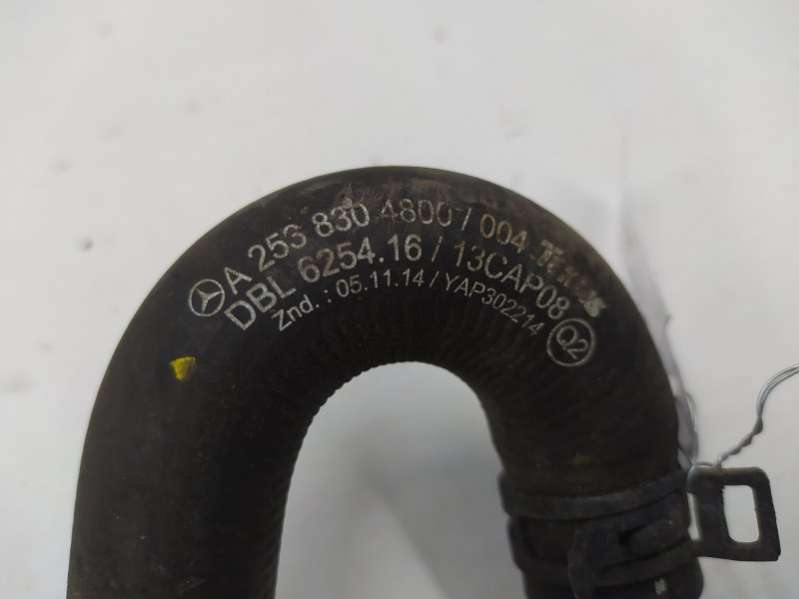 A 253 830 4800 / 004
DBL 6254.16 / 13CAP08
Znd.: 05.11.14 / YAP302214 Q2